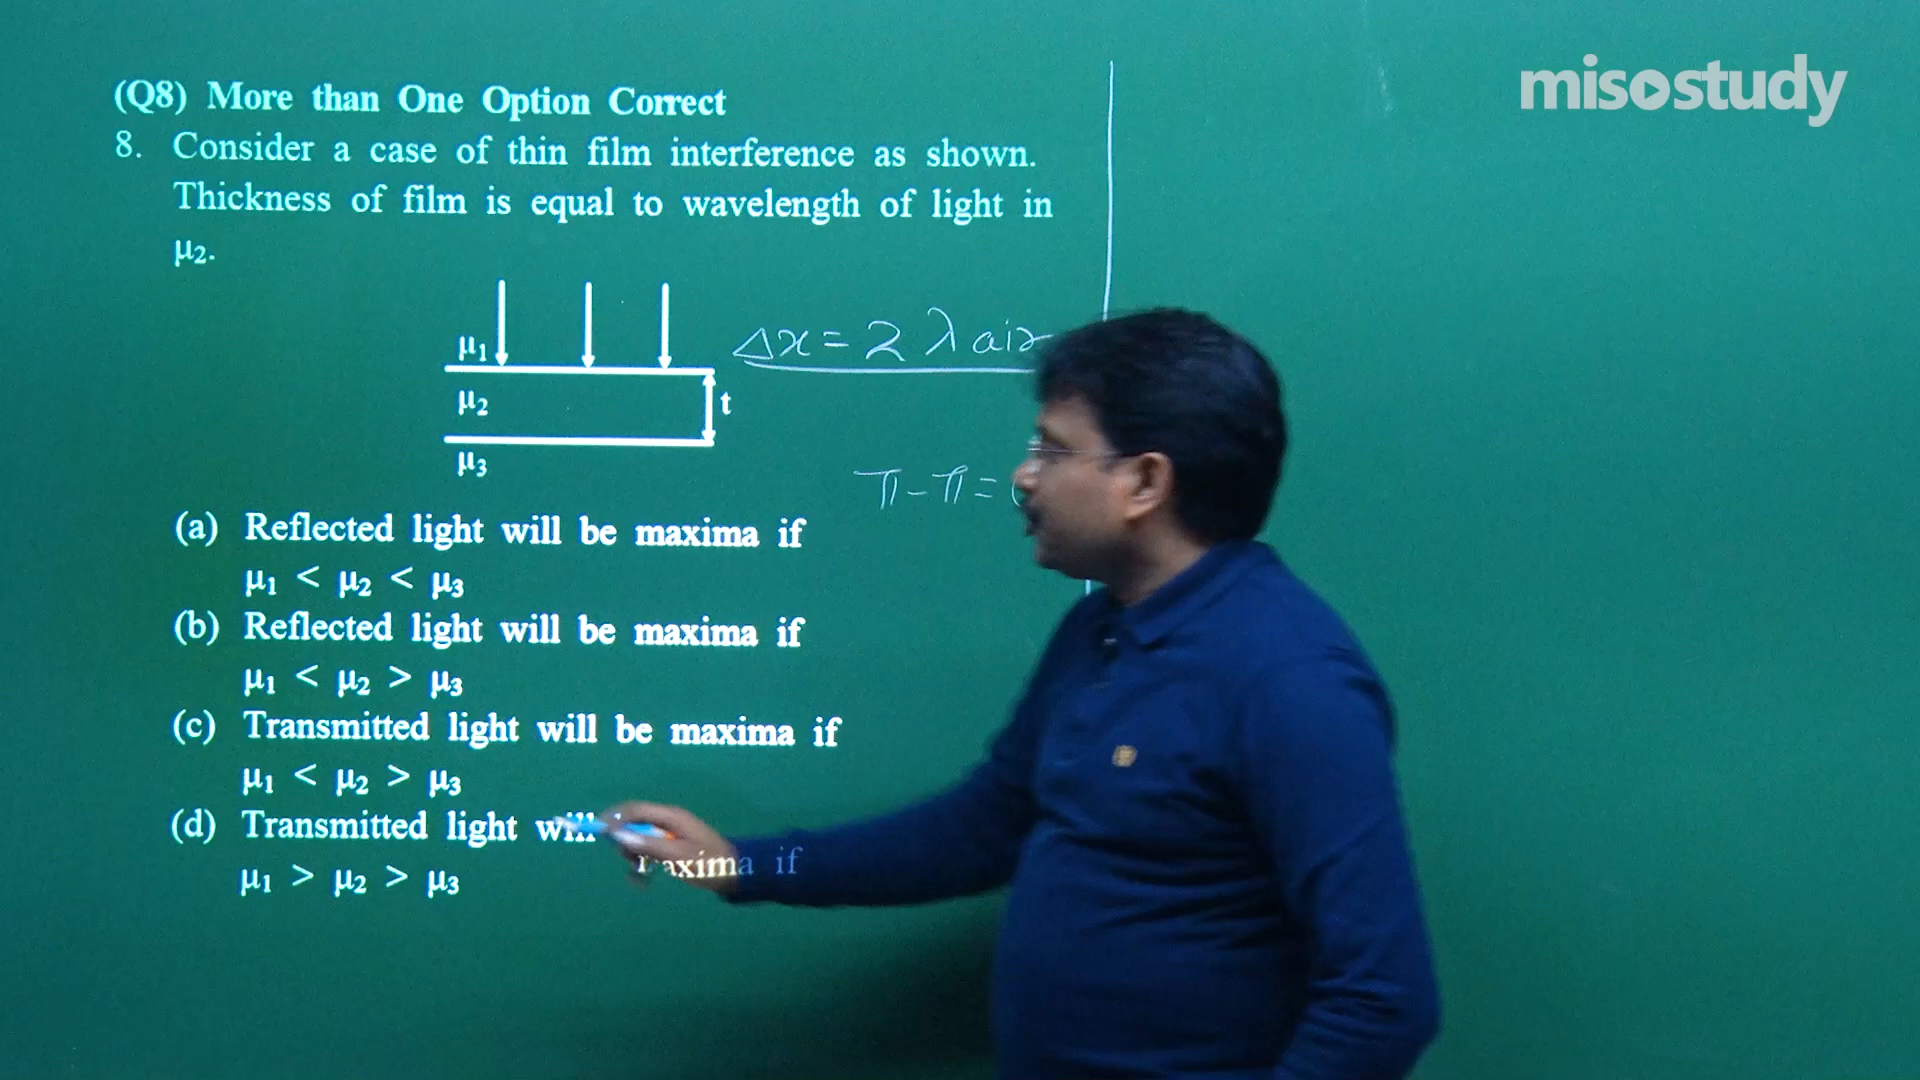 misostudy
(Q8) More than One Option Correct
8. Consider a case of thin film interference as shown.
Thickness of film is equal to wavelength of light in
μ₂.
μ₁
Δx = 2 λ air
μ₂
t
μ₃
π - π =
(a) Reflected light will be maxima if
μ₁ < μ₂ < μ₃
(b) Reflected light will be maxima if
μ₁ < μ₂ > μ₃
(c) Transmitted light will be maxima if
μ₁ < μ₂ > μ₃
(d) Transmitted light will
maxima if
μ₁ > μ₂ > μ₃